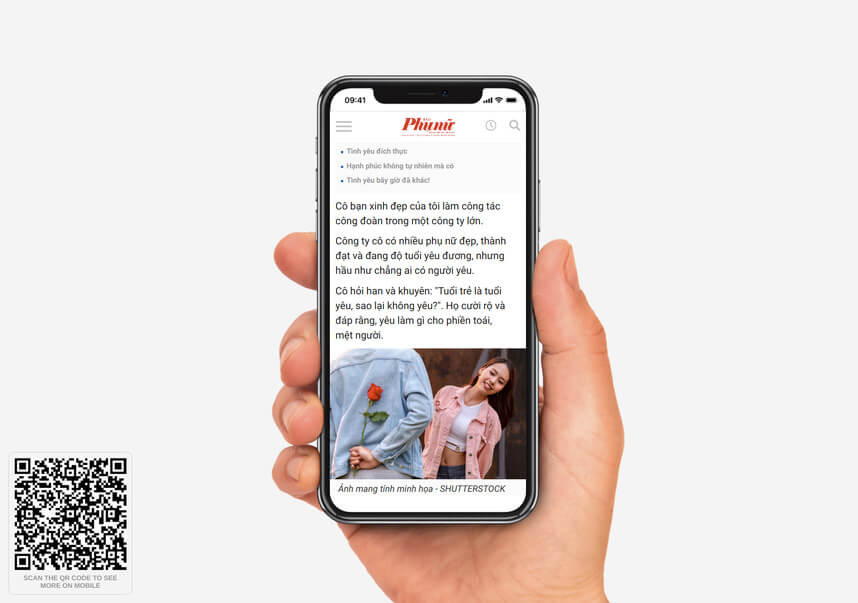 09:41
BÁO
Phụ nữ
Tình yêu đích thực
Hạnh phúc không tự nhiên mà có
Tình yêu bây giờ đã khác!
Cô bạn xinh đẹp của tôi làm công tác
công đoàn trong một công ty lớn.
Công ty cô có nhiều phụ nữ đẹp, thành
đạt và đang độ tuổi yêu đương, nhưng
hầu như chẳng ai có người yêu.
Cô hỏi han và khuyên: "Tuổi trẻ là tuổi
yêu, sao lại không yêu?". Họ cười rộ và
đáp rằng, yêu làm gì cho phiền toái,
mệt người.
Ảnh mang tính minh họa - SHUTTERSTOCK
SCAN THE QR CODE TO SEE
MORE ON MOBILE